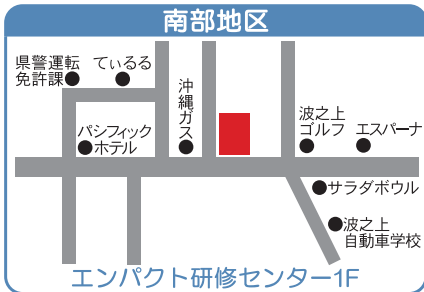 南部地区
県警運転
免許課
ているる
沖縄ガス
パシフィック
ホテル
波之上
ゴルフ
エスパーナ
サラダボウル
波之上
自動車学校
エンパクト研修センター1F